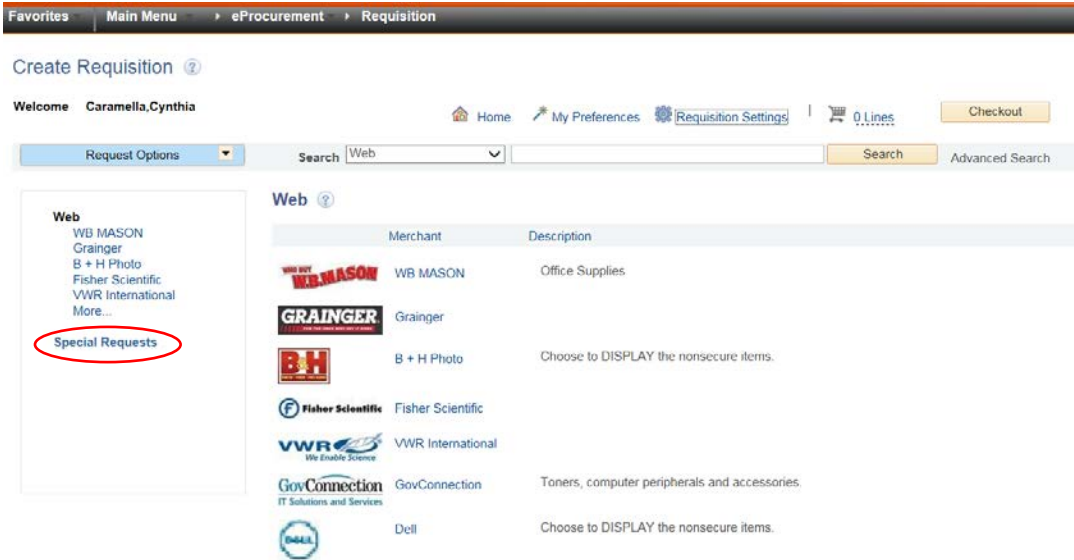 Favorites Main Menu eProcurement Requisition
Create Requisition ?
Welcome Caramella,Cynthia
Home My Preferences Requisition Settings 0 Lines Checkout
Request Options Search Web Search Advanced Search
Web
WB MASON
Grainger
B + H Photo
Fisher Scientific
VWR International
More...
Special Requests
Web ?
Merchant Description
WHO BUT W.B.MASON WB MASON Office Supplies
GRAINGER Grainger
B&H B + H Photo Choose to DISPLAY the nonsecure items.
F Fisher Scientific Fisher Scientific
VWR VWR International
We Enable Science
GovConnection GovConnection Toners, computer peripherals and accessories.
IT Solutions and Services
DELL Dell Choose to DISPLAY the nonsecure items.